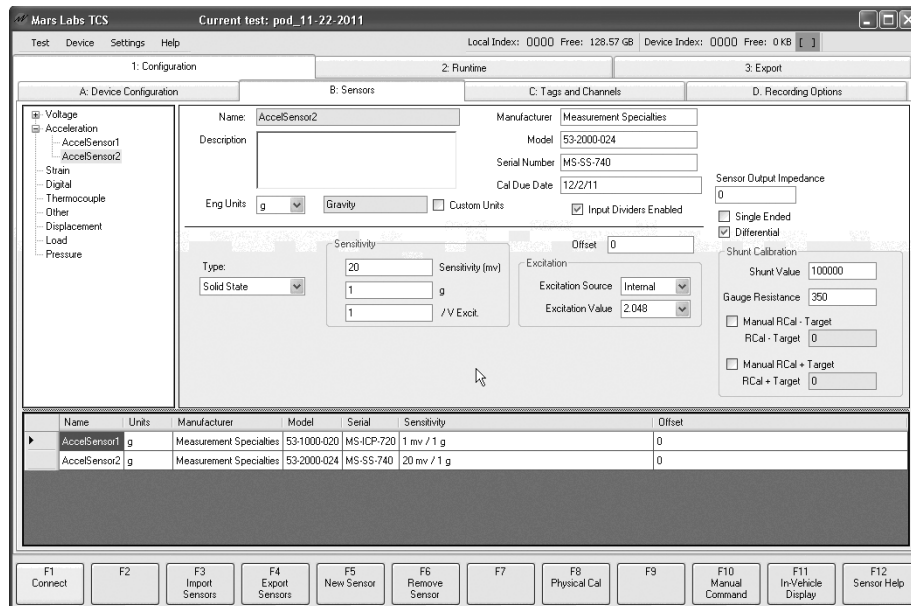 Mars Labs TCS Current test: pod_11-22-2011
Test Device Settings Help Local Index: 0000 Free: 128.57 GB Device Index: 0000 Free: 0 KB [ ]
1: Configuration 2: Runtime 3: Export
A: Device Configuration B: Sensors C: Tags and Channels D. Recording Options
Voltage
Acceleration
AccelSensor1
AccelSensor2
Strain
Digital
Thermocouple
Other
Displacement
Load
Pressure
Name: AccelSensor2
Description
Eng Units g Gravity Custom Units
Manufacturer Measurement Specialties
Model 53-2000-024
Serial Number MS-SS-740
Cal Due Date 12/2/11
Input Dividers Enabled
Sensor Output Impedance
0
Single Ended
Differential
Type:
Solid State
Sensitivity
20 Sensitivity (mv)
1 g
1 / V Excit.
Offset 0
Excitation
Excitation Source Internal
Excitation Value 2.048
Shunt Calibration
Shunt Value 100000
Gauge Resistance 350
Manual RCal - Target
RCal - Target 0
Manual RCal + Target
RCal + Target 0
Name Units Manufacturer Model Serial Sensitivity Offset
AccelSensor1 g Measurement Specialties 53-1000-020 MS-ICP-720 1 mv / 1 g 0
AccelSensor2 g Measurement Specialties 53-2000-024 MS-SS-740 20 mv / 1 g 0
F1 Connect
F2
F3 Import Sensors
F4 Export Sensors
F5 New Sensor
F6 Remove Sensor
F7
F8 Physical Cal
F9
F10 Manual Command
F11 In-Vehicle Display
F12 Sensor Help